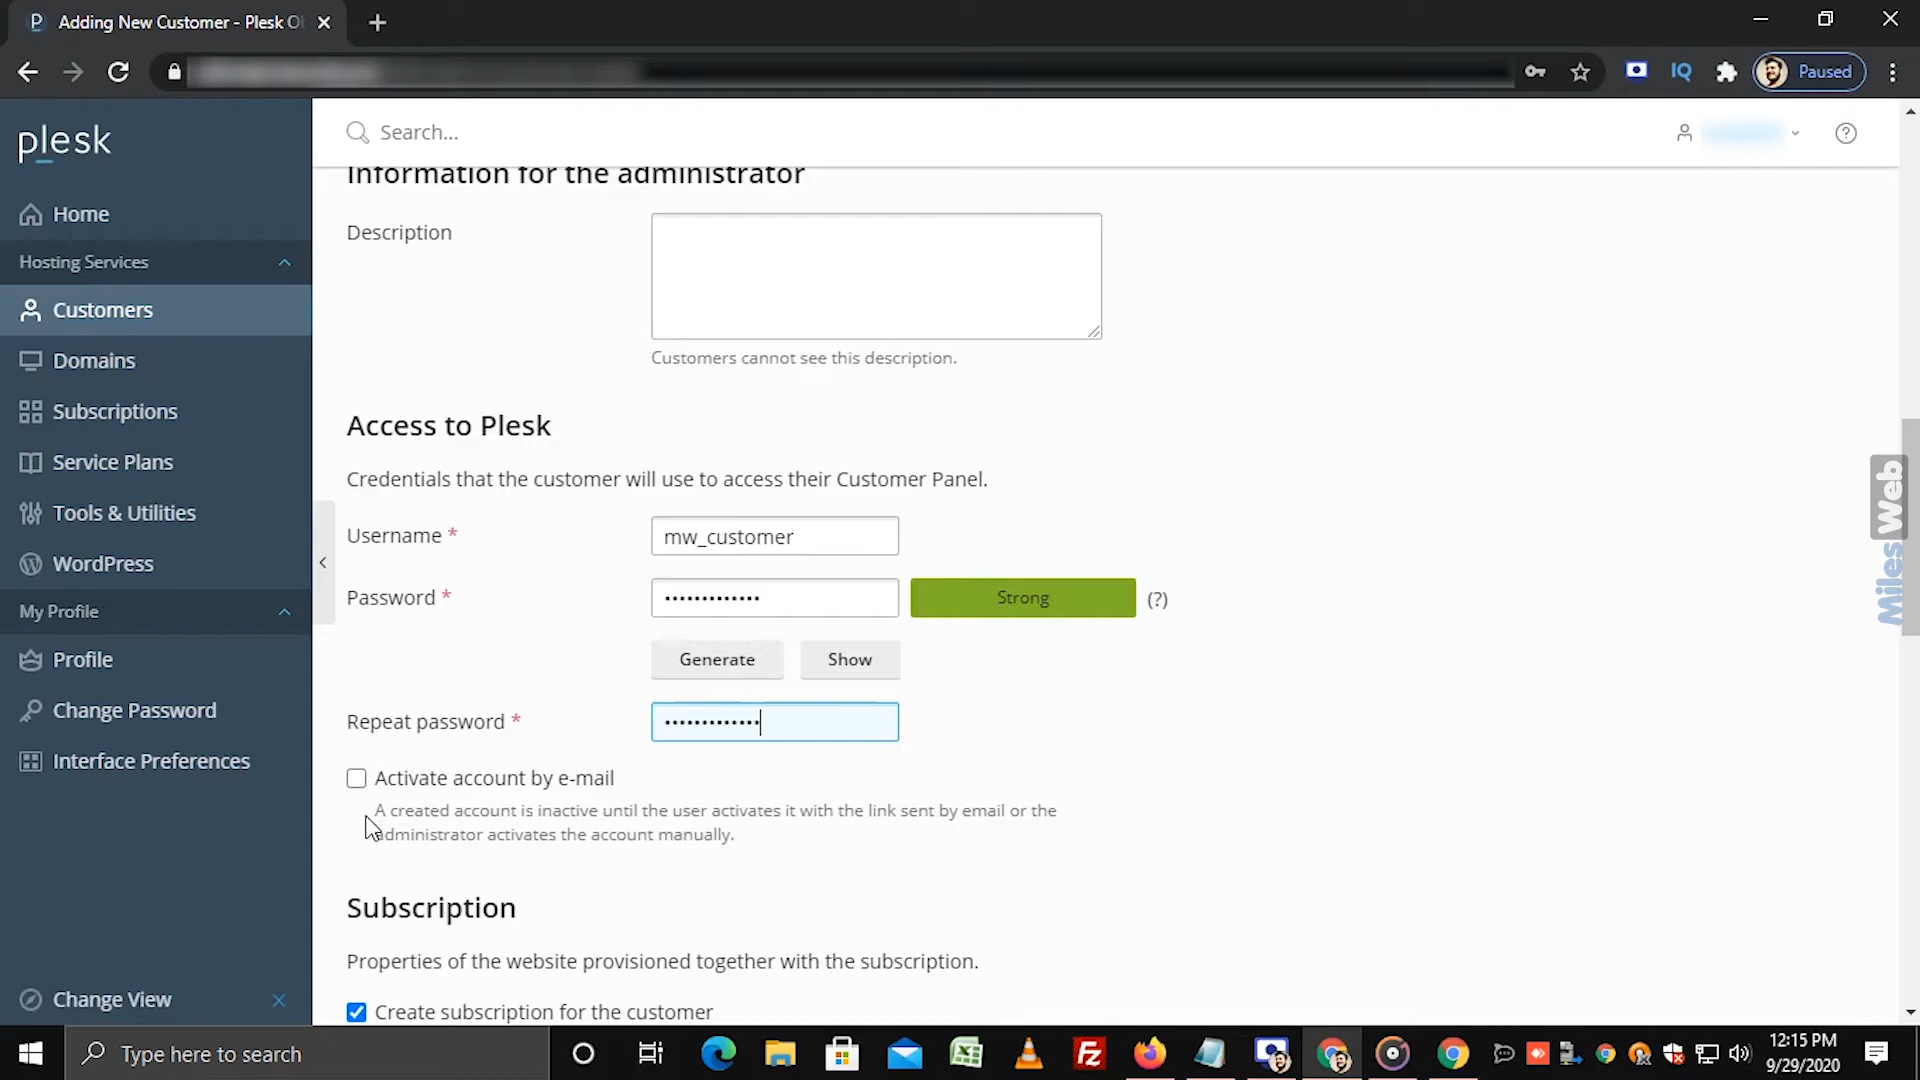 Adding New Customer - Plesk Ob
Paused
plesk
Search...
Home
Hosting Services
Customers
Domains
Subscriptions
Service Plans
Tools & Utilities
WordPress
My Profile
Profile
Change Password
Interface Preferences
Change View
Information for the administrator
Description
Customers cannot see this description.
Access to Plesk
Credentials that the customer will use to access their Customer Panel.
Username *
mw_customer
Password *
•••••••••••••
Strong
(?)
Generate
Show
Repeat password *
•••••••••••••
Activate account by e-mail
A created account is inactive until the user activates it with the link sent by email or the
administrator activates the account manually.
Subscription
Properties of the website provisioned together with the subscription.
Create subscription for the customer
MilesWeb
Type here to search
12:15 PM
9/29/2020